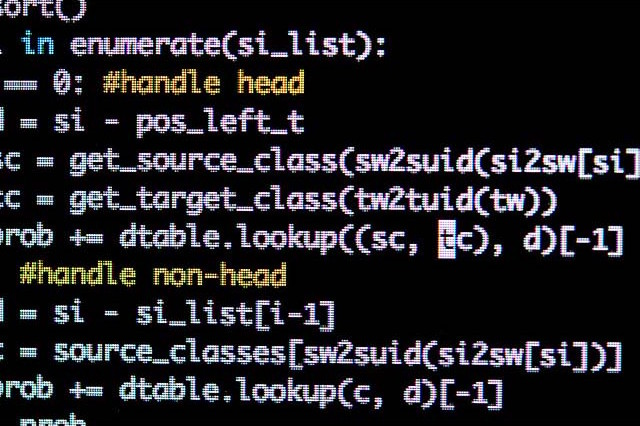 sort()
in enumerate(si_list):
== 0: #handle head
d = si - pos_left_t
sc = get_source_class(sw2suid(si2sw[si]
tc = get_target_class(tw2tuid(tw))
prob += dtable.lookup((sc, tc), d)[-1]
#handle non-head
d = si - si_list[i-1]
c = source_classes[sw2suid(si2sw[si])]
prob += dtable.lookup(c, d)[-1]
prob